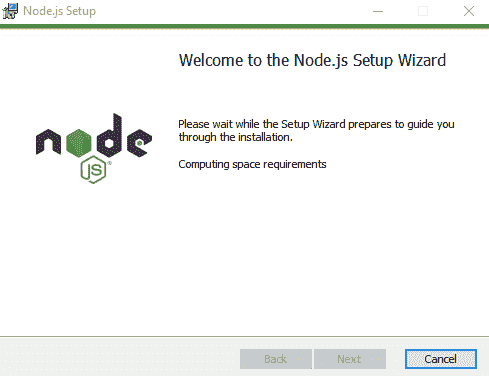 Node.js Setup
Welcome to the Node.js Setup Wizard
Please wait while the Setup Wizard prepares to guide you
through the installation.
Computing space requirements
node
JS®
Back Next Cancel